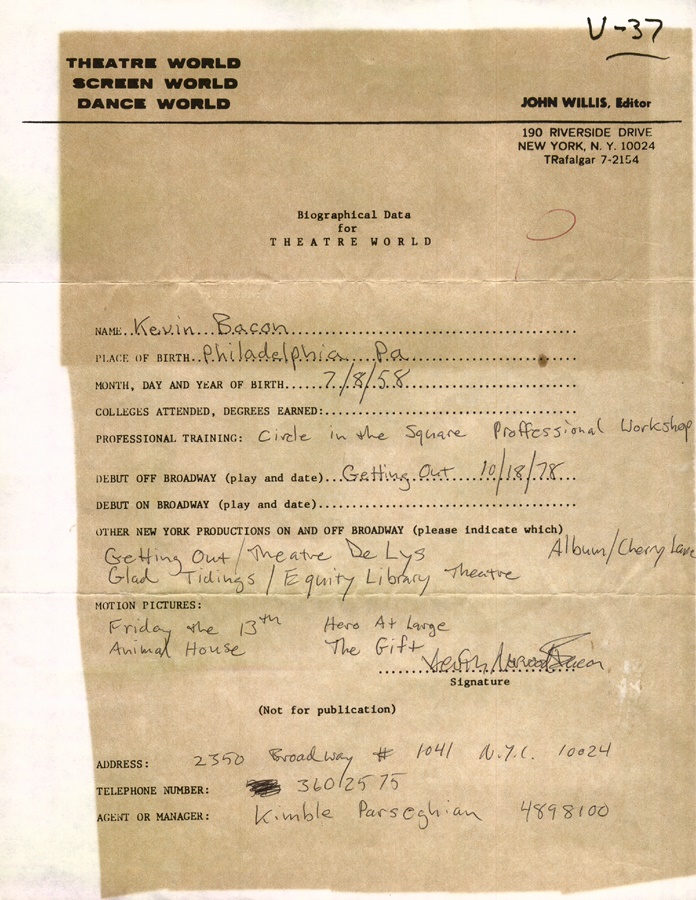 V-37
THEATRE WORLD
SCREEN WORLD
DANCE WORLD
JOHN WILLIS, Editor
190 RIVERSIDE DRIVE
NEW YORK, N. Y. 10024
TRafalgar 7-2154
Biographical Data
for
THEATRE WORLD
NAME..Kevin Bacon
PLACE OF BIRTH..Philadelphia Pa
MONTH, DAY AND YEAR OF BIRTH.....7/8/58
COLLEGES ATTENDED, DEGREES EARNED:
PROFESSIONAL TRAINING: Circle in the Square Proffessional Workshop
DEBUT OFF BROADWAY (play and date)...Getting Out 10/18/78
DEBUT ON BROADWAY (play and date)
OTHER NEW YORK PRODUCTIONS ON AND OFF BROADWAY (please indicate which)
Getting Out/Theatre De Lys Album/Cherry Lane
Glad Tidings/Equity Library Theatre
MOTION PICTURES:
Friday the 13th Hero At Large
Animal House The Gift
Signature
(Not for publication)
ADDRESS: 2350 Broadway # 1041 N.Y.C. 10024
TELEPHONE NUMBER: 360/2575
AGENT OR MANAGER: Kimble Parseghian 4898100